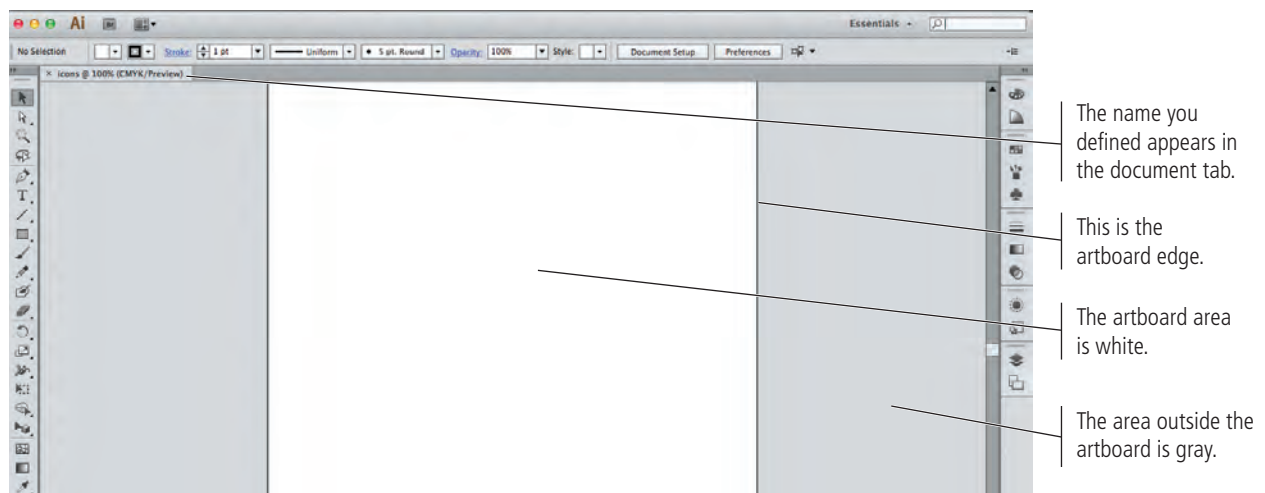 Ai Br Essentials
No Selection Stroke: 1 pt Uniform 5 pt. Round Opacity: 100% Style: Document Setup Preferences
× icons @ 100% (CMYK/Preview)
T
The name you
defined appears in
the document tab.
This is the
artboard edge.
The artboard area
is white.
The area outside the
artboard is gray.